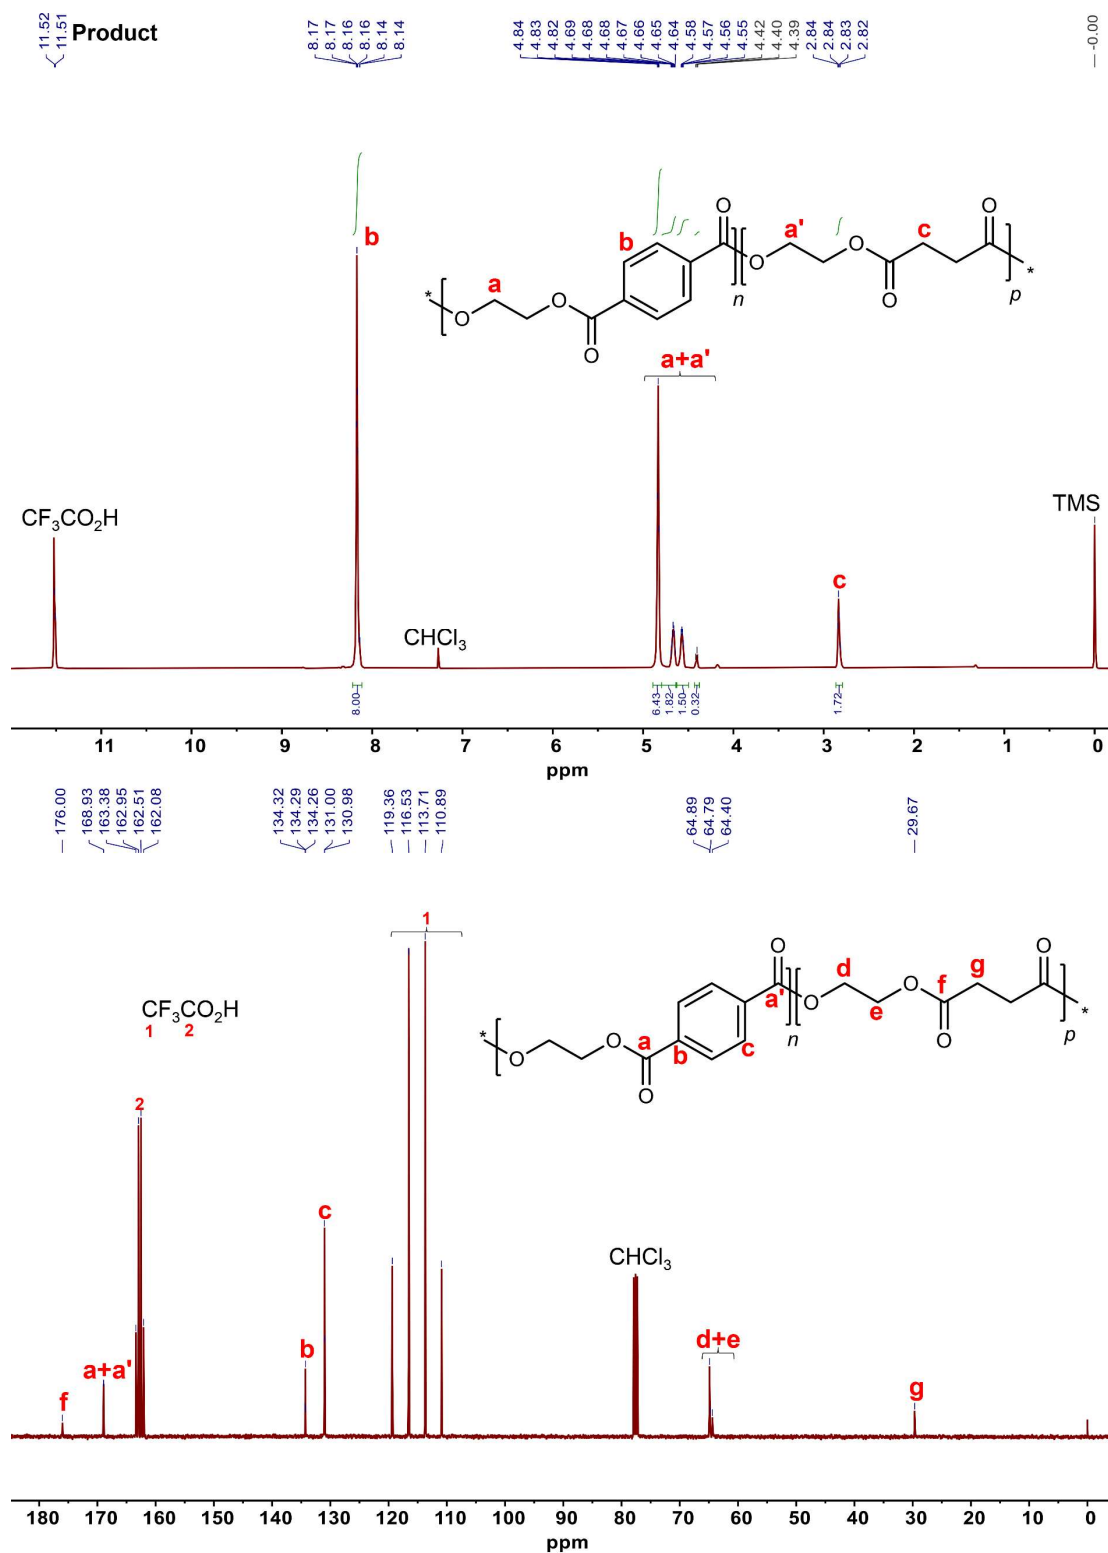 Product
11.52
11.51
8.17
8.17
8.16
8.16
8.14
8.14
4.84
4.83
4.82
4.69
4.68
4.68
4.67
4.66
4.65
4.64
4.58
4.57
4.56
4.55
4.42
4.40
4.39
2.84
2.84
2.83
2.82
-0.00
b
b
O
a'
O
c
O
a
O
O
O
*
O
n
O
p
*
O
O
a+a'
CF3CO2H
CHCl3
c
TMS
8.00
6.43
1.82
1.50
0.32
1.72
11 10 9 8 7 6 5 4 3 2 1 0
ppm
176.00
168.93
163.38
162.95
162.51
162.08
134.32
134.29
134.26
131.00
130.98
119.36
116.53
113.71
110.89
64.89
64.79
64.40
29.67
1
CF3CO2H
1 2
O
d
O
f
g
O
a'
O
e
*
O
O
a
b
c
n
O
p
*
O
2
c
CHCl3
b
d+e
a+a'
f
g
180 170 160 150 140 130 120 110 100 90 80 70 60 50 40 30 20 10 0
ppm